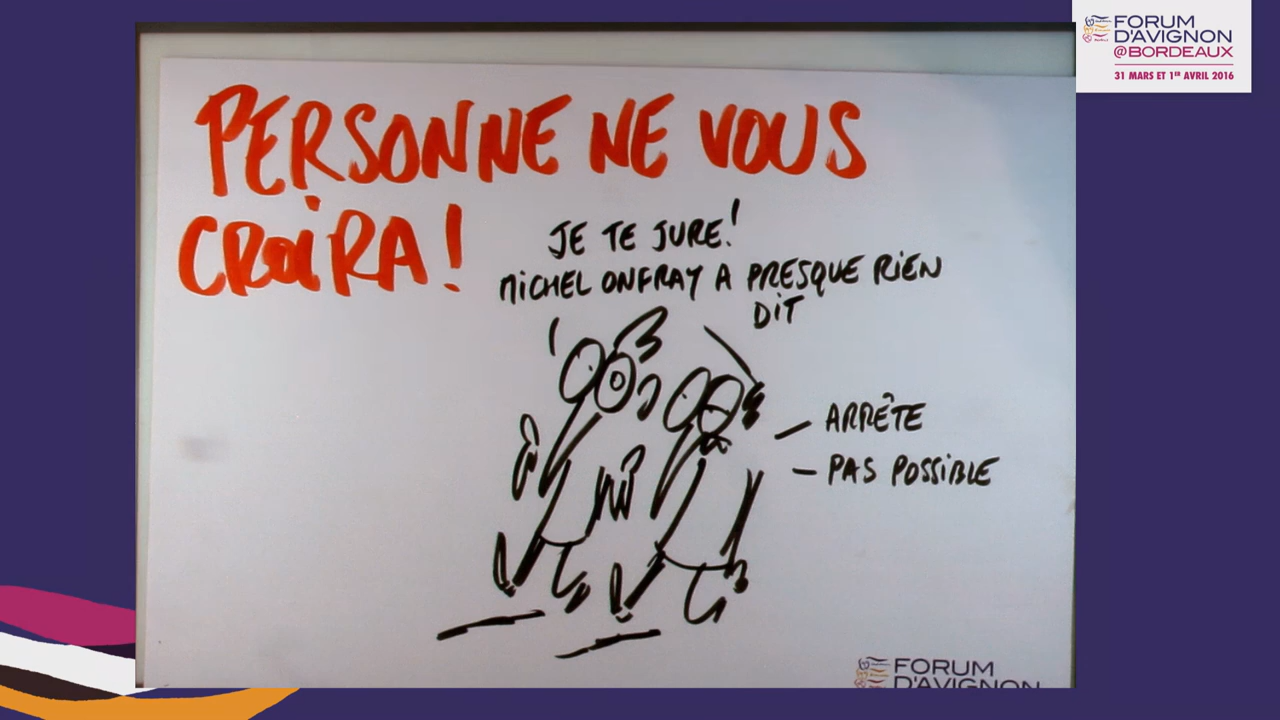 FORUM
D'AVIGNON
@BORDEAUX
31 MARS ET 1ER AVRIL 2016
PERSONNE NE VOUS
CROIRA!
JE TE JURE!
MICHEL ONFRAY A PRESQUE RIEN
DIT
— ARRÊTE
— PAS POSSIBLE
FORUM
D'AVIGNON